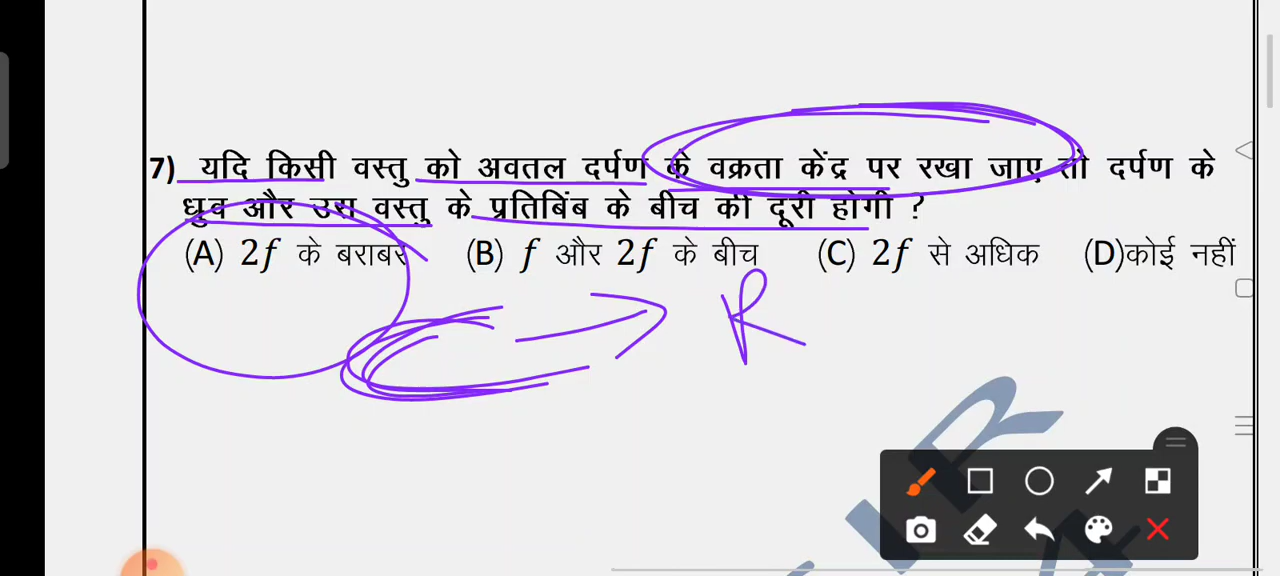 7) यदि किसी वस्तु को अवतल दर्पण के वक्रता केंद्र पर रखा जाए तो दर्पण के
ध्रुव और उस वस्तु के प्रतिबिंब के बीच की दूरी होगी ?
(A) 2f के बराबर (B) f और 2f के बीच (C) 2f से अधिक (D)कोई नहीं
R